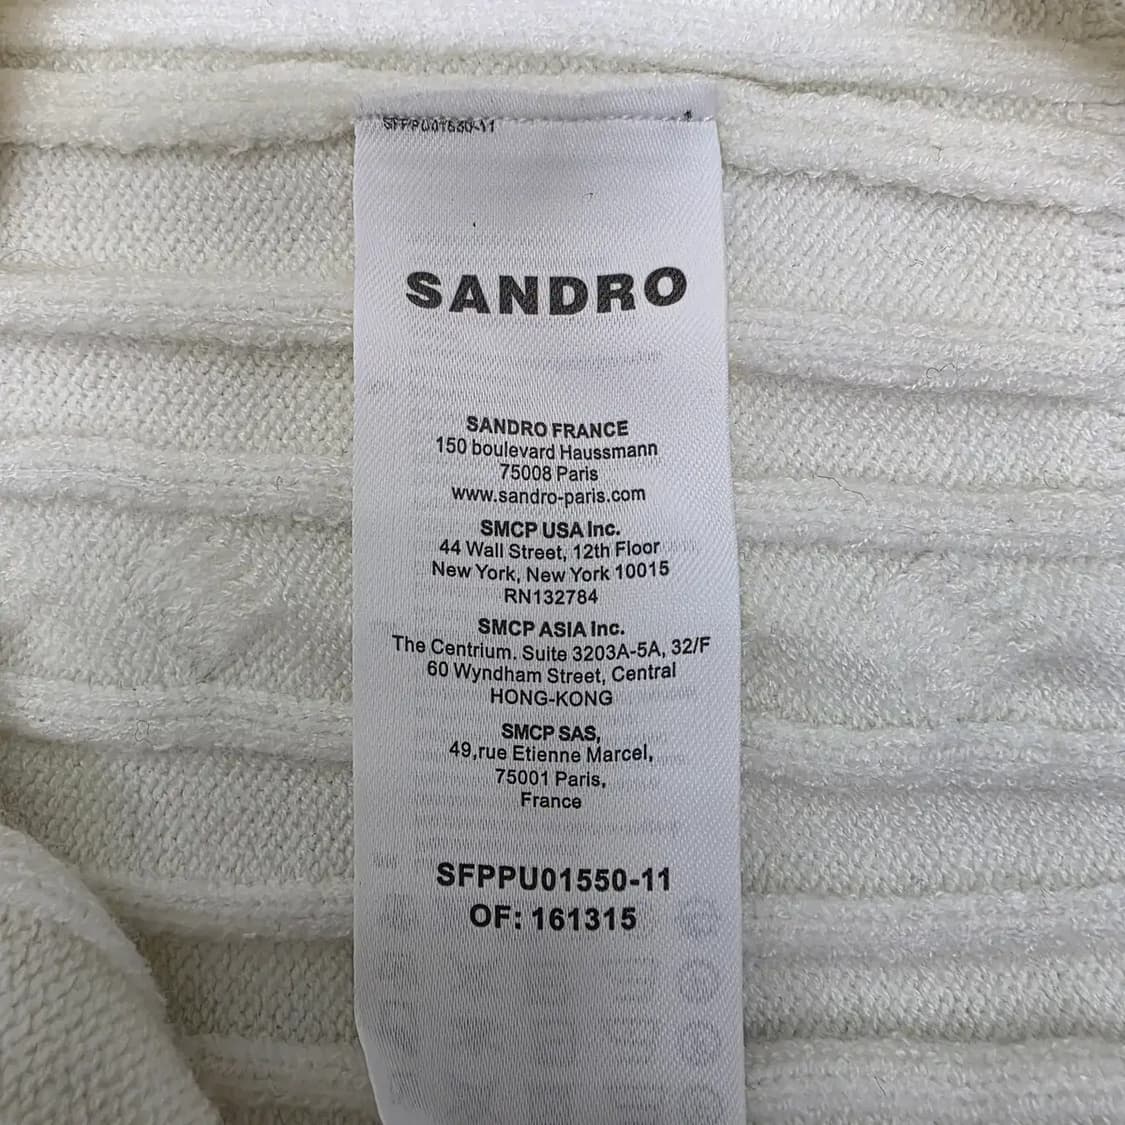 SFPPU01550-11
SANDRO
SANDRO FRANCE
150 boulevard Haussmann
75008 Paris
www.sandro-paris.com
SMCP USA Inc.
44 Wall Street, 12th Floor
New York, New York 10015
RN132784
SMCP ASIA Inc.
The Centrium. Suite 3203A-5A, 32/F
60 Wyndham Street, Central
HONG-KONG
SMCP SAS,
49,rue Etienne Marcel,
75001 Paris,
France
SFPPU01550-11
OF: 161315